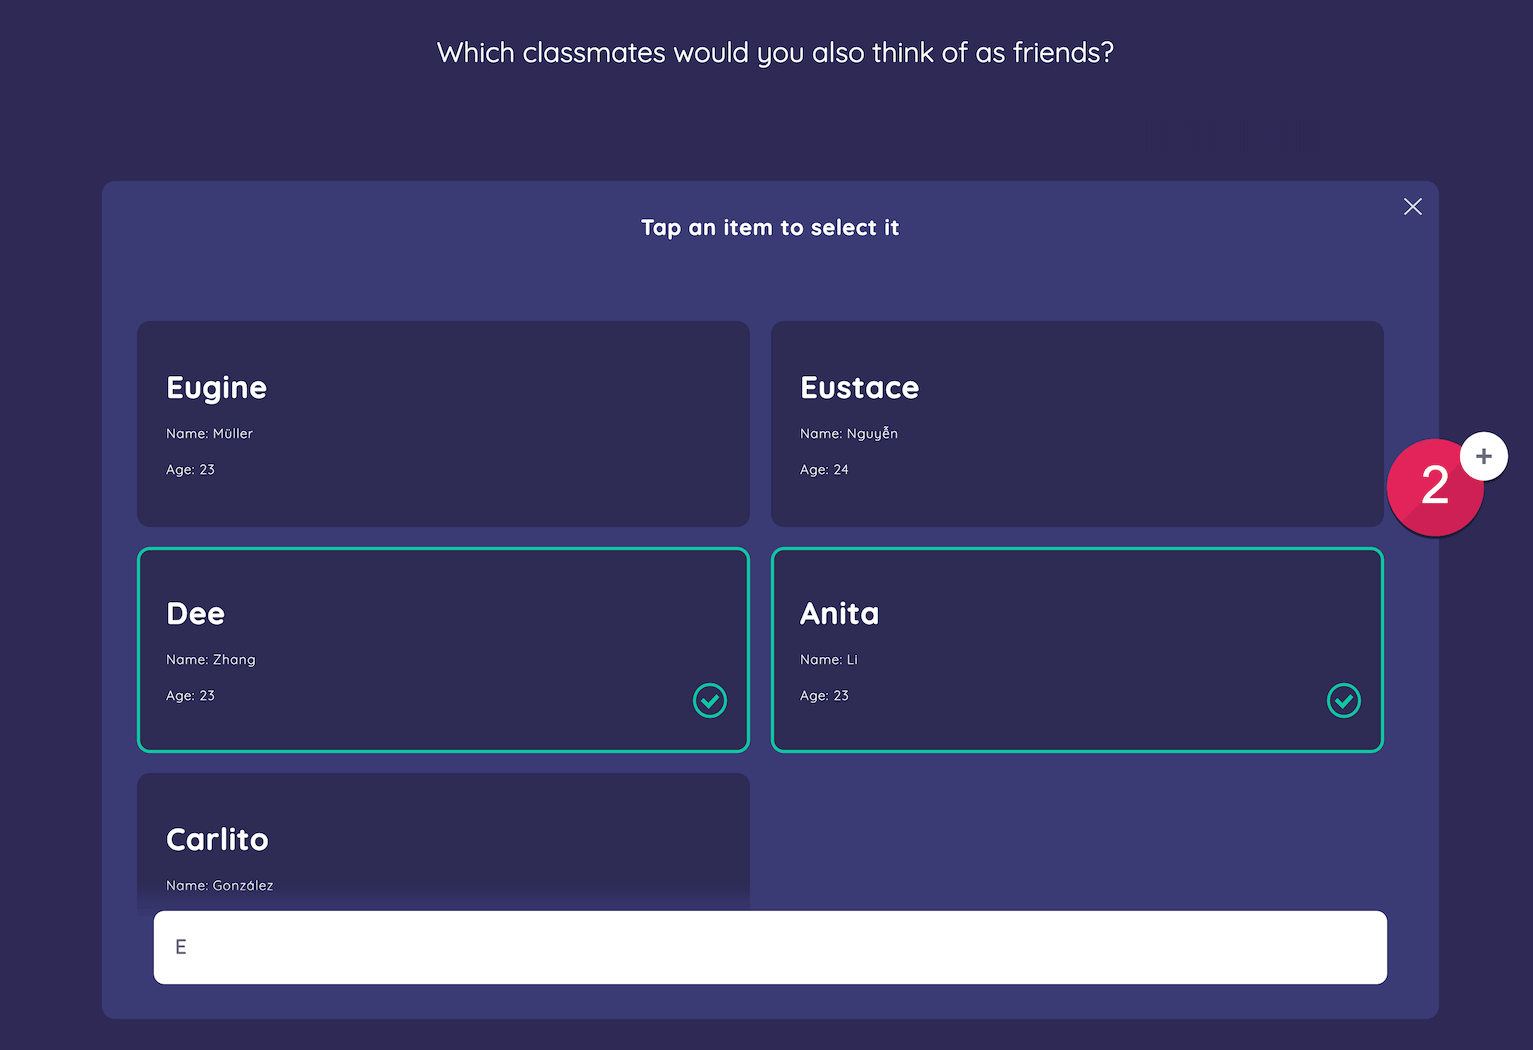 Which classmates would you also think of as friends?
Tap an item to select it
Eugine
Name: Müller
Age: 23
Eustace
Name: Nguyễn
Age: 24
2
+
Dee
Name: Zhang
Age: 23
Anita
Name: Li
Age: 23
Carlito
Name: González
E